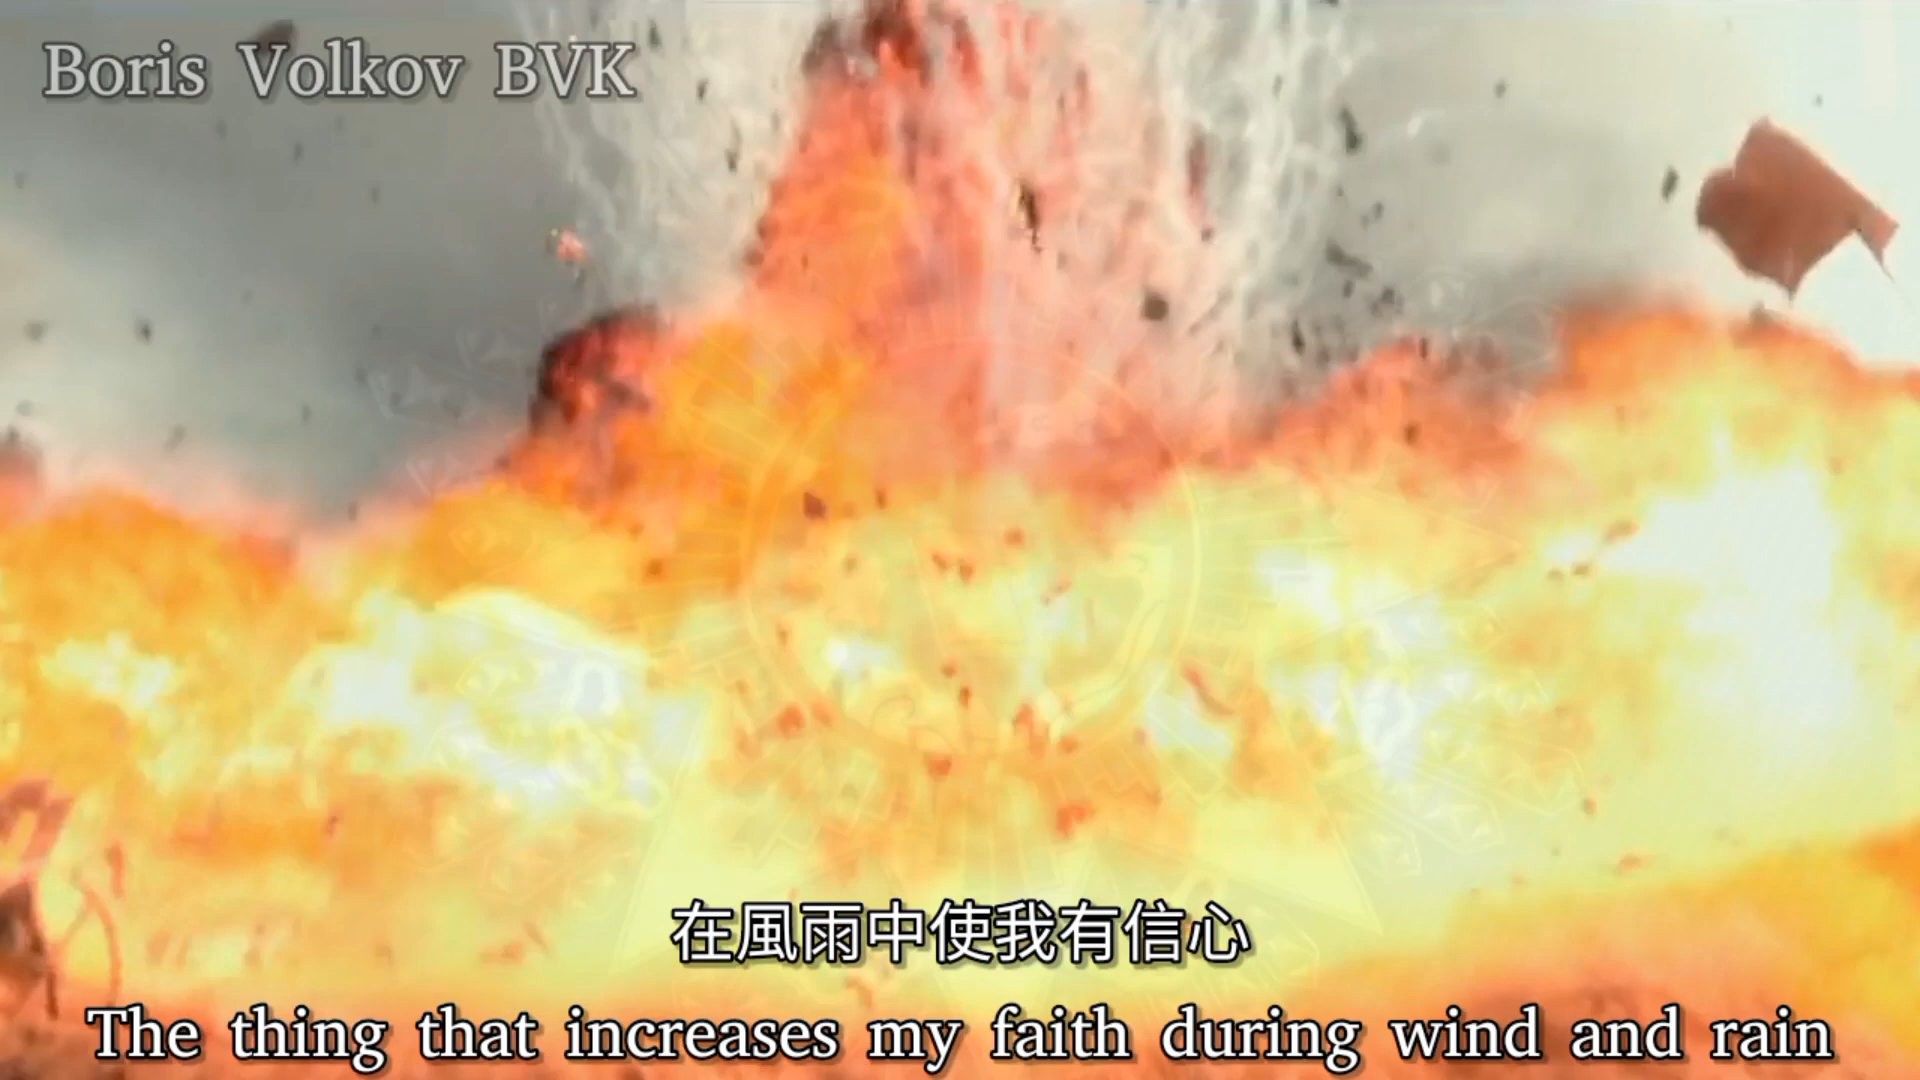 Boris Volkov BVK
在風雨中使我有信心
The thing that increases my faith during wind and rain